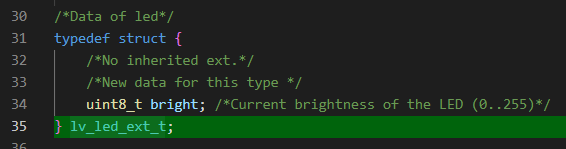 30 /*Data of led*/
31 typedef struct {
32 /*No inherited ext.*/
33 /*New data for this type */
34 uint8_t bright; /*Current brightness of the LED (0..255)*/
35 } lv_led_ext_t;
36